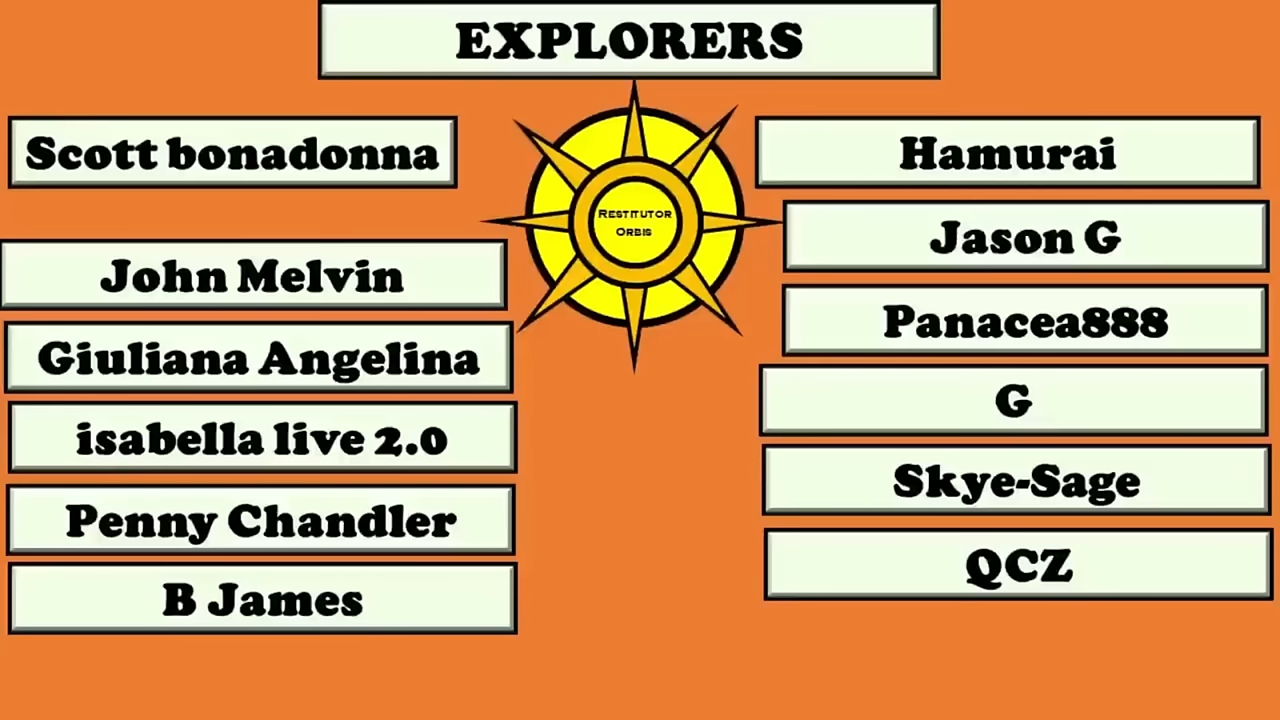 EXPLORERS
Scott bonadonna
John Melvin
Giuliana Angelina
isabella live 2.0
Penny Chandler
B James
RESTITUTOR
ORBIS
Hamurai
Jason G
Panacea888
G
Skye-Sage
QCZ